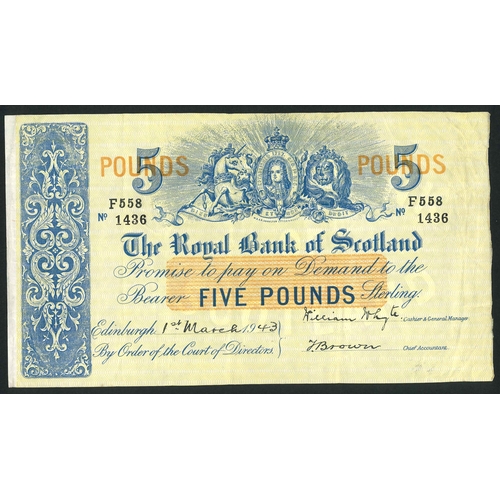 5 POUNDS POUNDS 5
F558 F558
No 1436 No 1436
The Royal Bank of Scotland
Promise to pay on Demand to the
Bearer FIVE POUNDS Sterling.
William Whyte
Cashier & General Manager
Edinburgh, 1st March 1943
By Order of the Court of Directors.
J. Brown
Chief Accountant